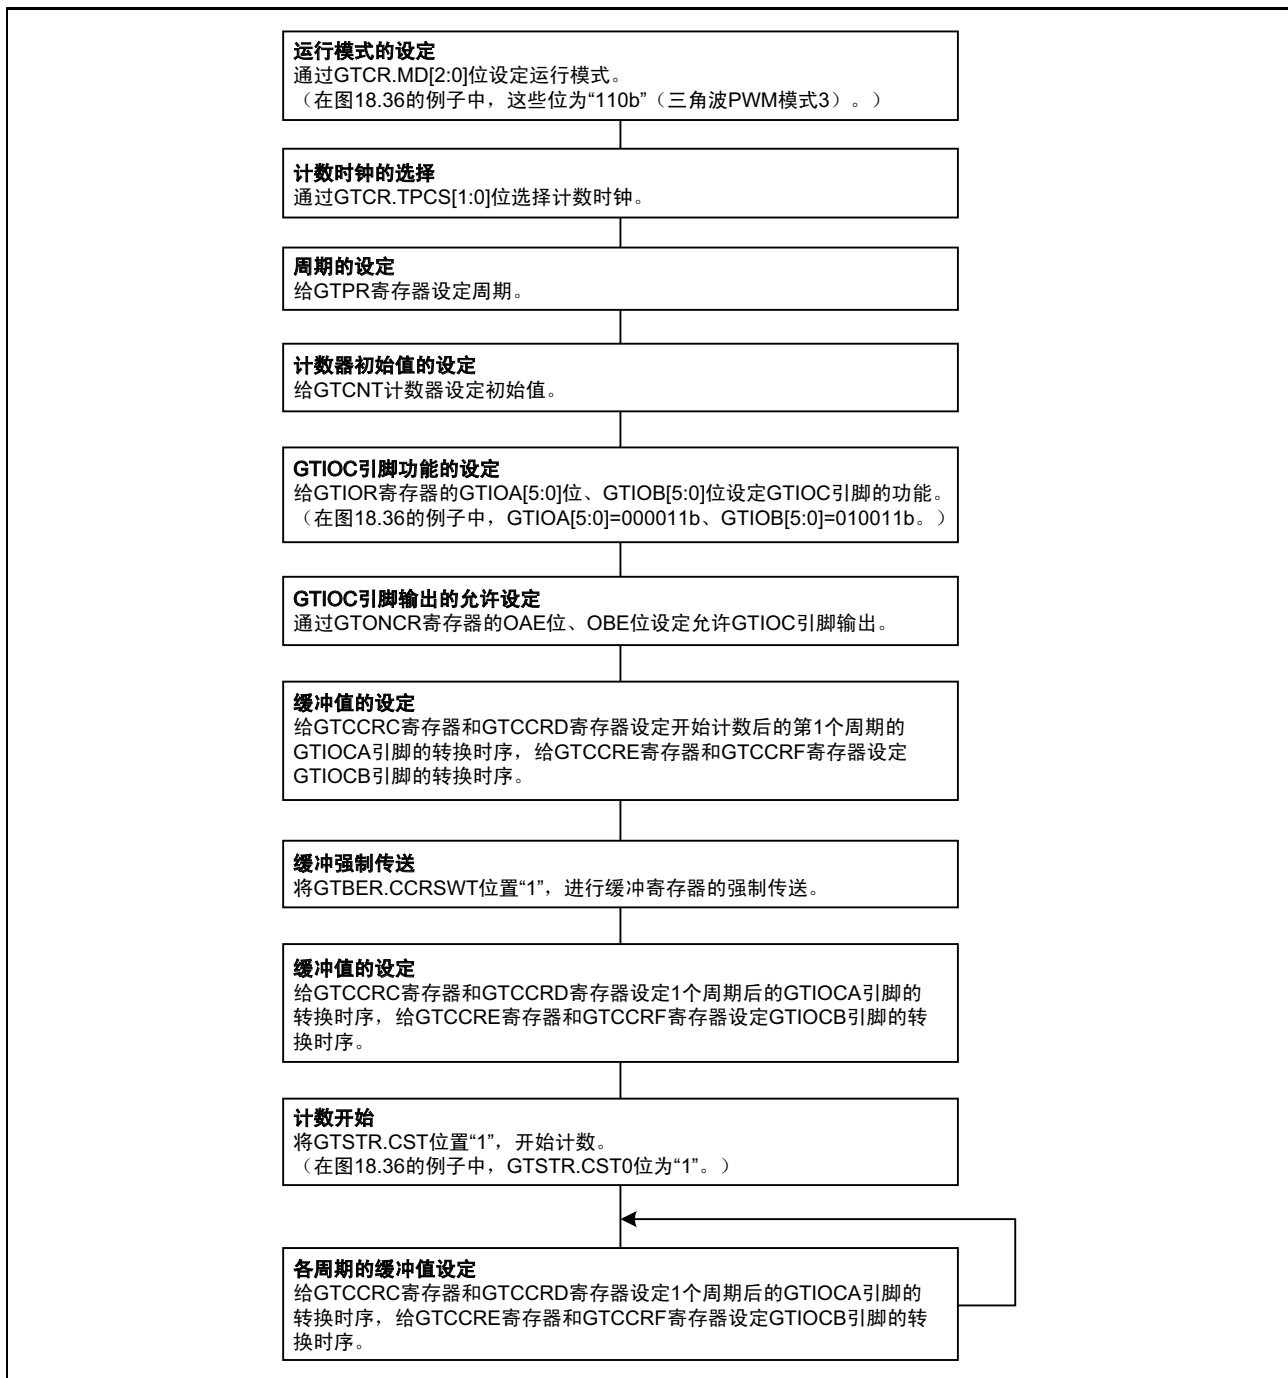 运行模式的设定
通过GTCR.MD[2:0]位设定运行模式。
（在图18.36的例子中，这些位为“110b”（三角波PWM模式3）。）
计数时钟的选择
通过GTCR.TPCS[1:0]位选择计数时钟。
周期的设定
给GTPR寄存器设定周期。
计数器初始值的设定
给GTCNT计数器设定初始值。
GTIOC引脚功能的设定
给GTIOR寄存器的GTIOA[5:0]位、GTIOB[5:0]位设定GTIOC引脚的功能。
（在图18.36的例子中，GTIOA[5:0]=000011b、GTIOB[5:0]=010011b。）
GTIOC引脚输出的允许设定
通过GTONCR寄存器的OAE位、OBE位设定允许GTIOC引脚输出。
缓冲值的设定
给GTCCRC寄存器和GTCCRD寄存器设定开始计数后的第1个周期的
GTIOCA引脚的转换时序，给GTCCRE寄存器和GTCCRF寄存器设定
GTIOCB引脚的转换时序。
缓冲强制传送
将GTBER.CCRSWT位置“1”，进行缓冲寄存器的强制传送。
缓冲值的设定
给GTCCRC寄存器和GTCCRD寄存器设定1个周期后的GTIOCA引脚的
转换时序，给GTCCRE寄存器和GTCCRF寄存器设定GTIOCB引脚的转
换时序。
计数开始
将GTSTR.CST位置“1”，开始计数。
（在图18.36的例子中，GTSTR.CST0位为“1”。）
各周期的缓冲值设定
给GTCCRC寄存器和GTCCRD寄存器设定1个周期后的GTIOCA引脚的
转换时序，给GTCCRE寄存器和GTCCRF寄存器设定GTIOCB引脚的转
换时序。